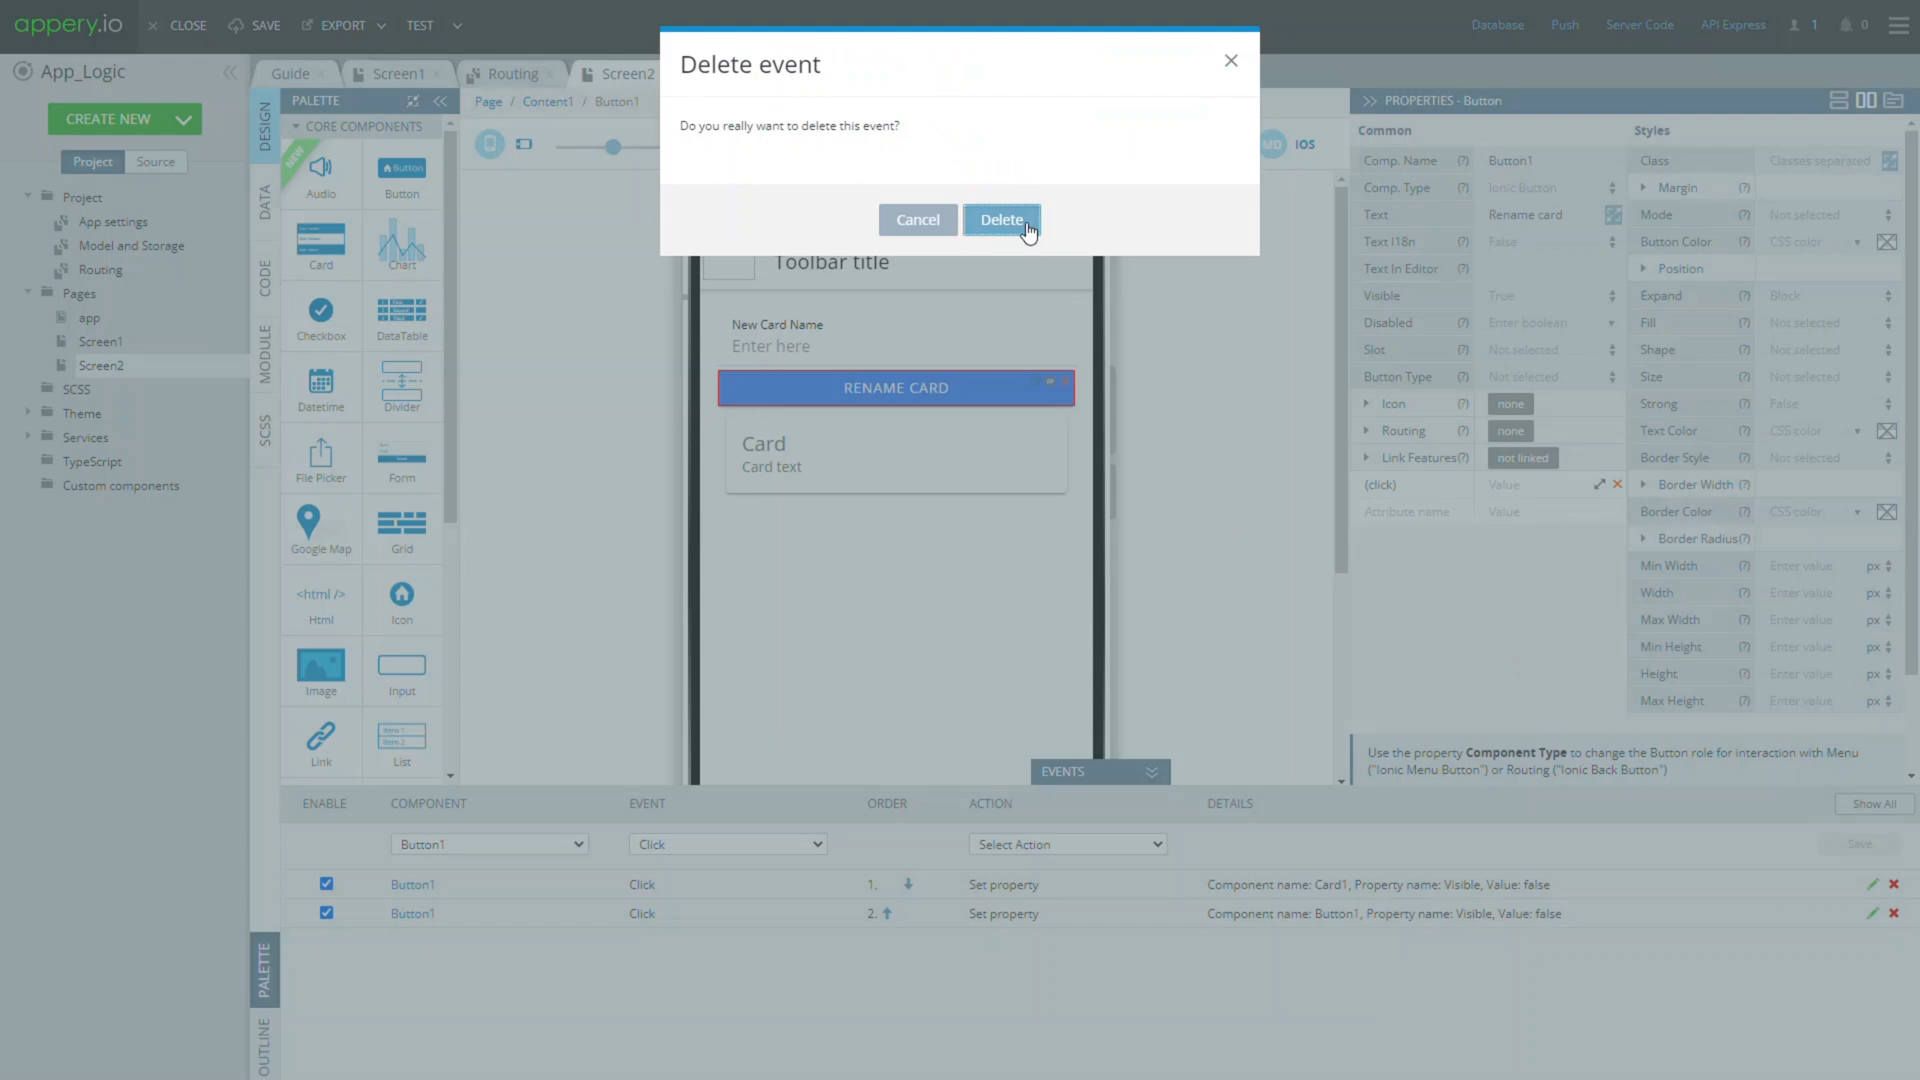 appery.io
CLOSE
SAVE
EXPORT
TEST
Database
Push
Server Code
API Express
1
0
App_Logic
CREATE NEW
Project
Source
Project
App settings
Model and Storage
Routing
Pages
app
Screen1
Screen2
SCSS
Theme
Services
TypeScript
Custom components
Guide
Screen1
Routing
Screen2
DESIGN
DATA
CODE
MODULE
SCSS
PALETTE
OUTLINE
PALETTE
CORE COMPONENTS
NEW
Audio
Button
Button
Card
Chart
Checkbox
DataTable
Datetime
Divider
File Picker
Form
Google Map
Grid
<html />
Html
Icon
Image
Input
Link
Item 1
Item 2
List
Page / Content1 / Button1
MD
IOS
Delete event
Do you really want to delete this event?
Cancel
Delete
Toolbar title
New Card Name
Enter here
RENAME CARD
Card
Card text
EVENTS
PROPERTIES - Button
Common
Comp. Name (?) Button1
Comp. Type (?) Ionic Button
Text (?) Rename card
Text I18n (?) False
Text In Editor (?)
Visible (?) True
Disabled (?) Enter boolean
Slot (?) Not selected
Button Type (?) Not selected
Icon (?) none
Routing (?) none
Link Features(?) not linked
(click) Value
Attribute name Value
Styles
Class Classes separated
Margin (?)
Mode (?) Not selected
Button Color (?) CSS color
Position (?)
Expand (?) Block
Fill (?) Not selected
Shape (?) Not selected
Size (?) Not selected
Strong (?) False
Text Color (?) CSS color
Border Style (?) Not selected
Border Width (?)
Border Color (?) CSS color
Border Radius(?)
Min Width (?) Enter value px
Width (?) Enter value px
Max Width (?) Enter value px
Min Height (?) Enter value px
Height (?) Enter value px
Max Height (?) Enter value px
Use the property Component Type to change the Button role for interaction with Menu
("Ionic Menu Button") or Routing ("Ionic Back Button")
ENABLE COMPONENT EVENT ORDER ACTION DETAILS
Show All
Button1 Click Select Action Save
Button1 Click 1. Set property Component name: Card1, Property name: Visible, Value: false
Button1 Click 2. Set property Component name: Button1, Property name: Visible, Value: false